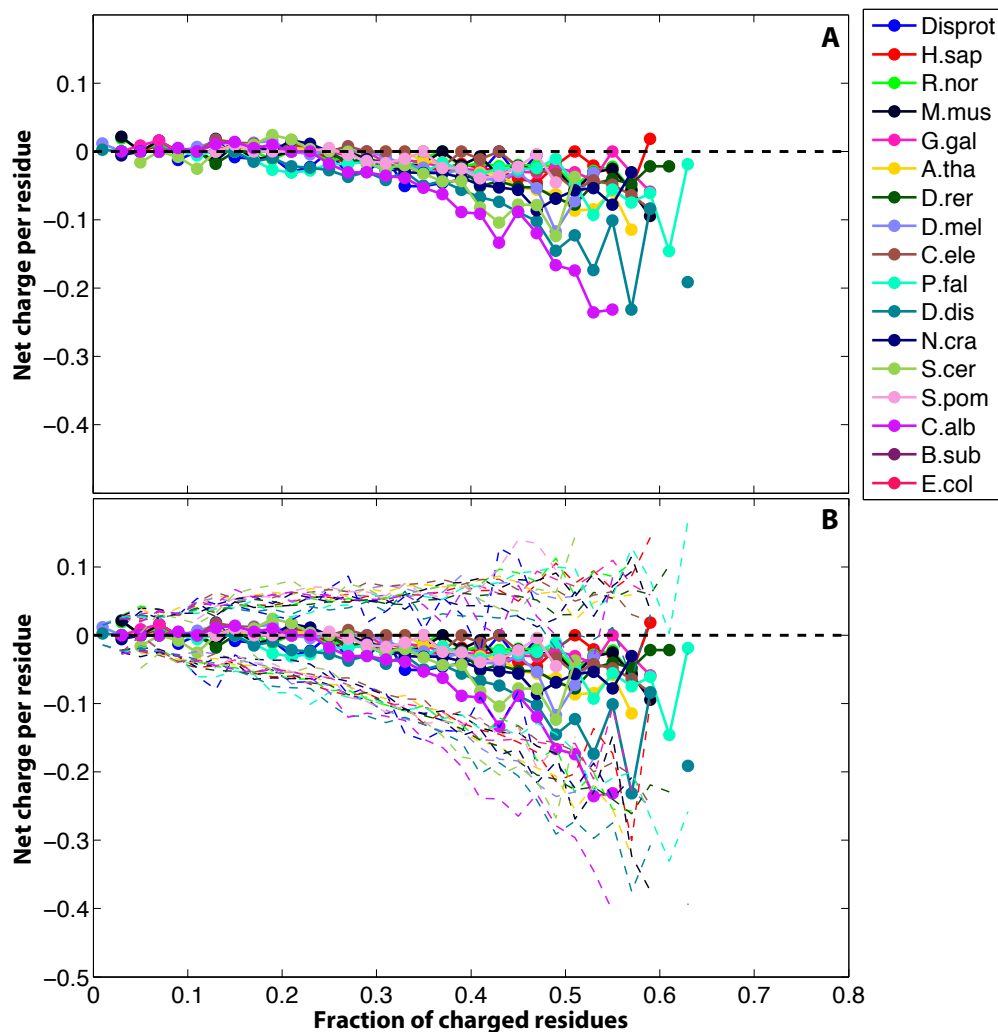 A
Net charge per residue
0.1
0
−0.1
−0.2
−0.3
−0.4
Disprot
H.sap
R.nor
M.mus
G.gal
A.tha
D.rer
D.mel
C.ele
P.fal
D.dis
N.cra
S.cer
S.pom
C.alb
B.sub
E.col
B
Net charge per residue
0.1
0
−0.1
−0.2
−0.3
−0.4
−0.5
0 0.1 0.2 0.3 0.4 0.5 0.6 0.7 0.8
Fraction of charged residues